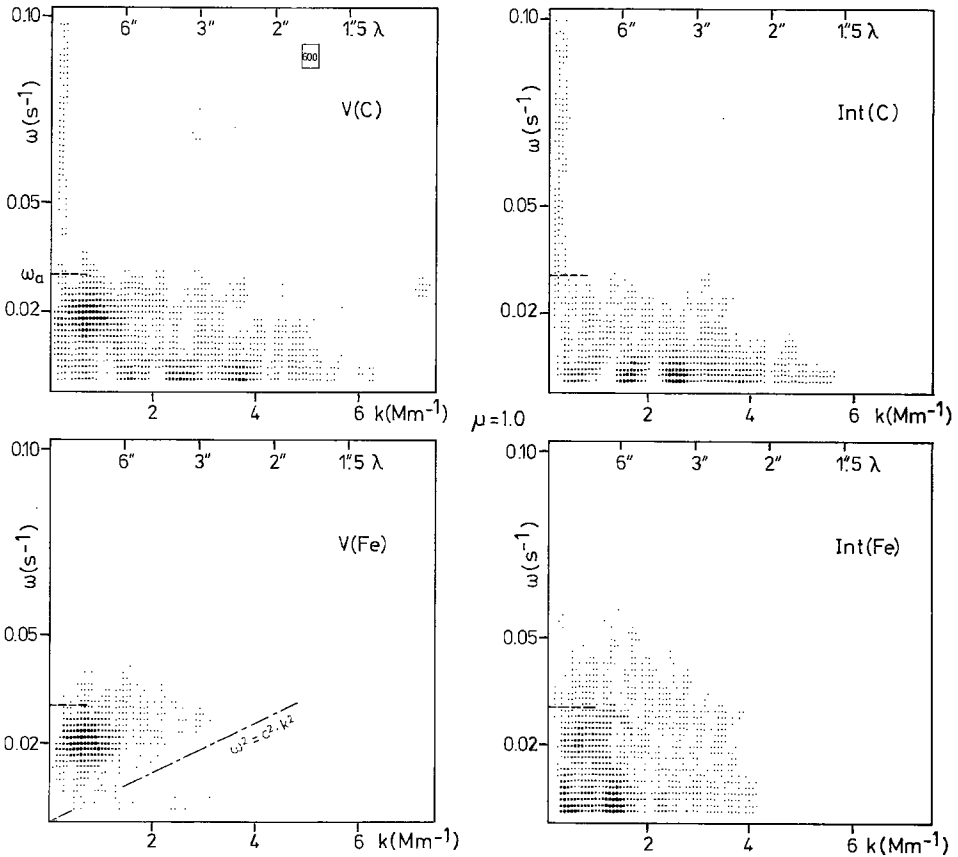 0.10 6″ 3″ 2″ 1.″5 λ
600
ω(s⁻¹) V(C)
0.05
ωₐ
0.02
2 4 6 k(Mm⁻¹)
0.10 6″ 3″ 2″ 1.″5 λ
ω(s⁻¹) Int(C)
0.05
0.02
2 4 6 k(Mm⁻¹)
μ=1.0
0.10 6″ 3″ 2″ 1.″5 λ
ω(s⁻¹) V(Fe)
0.05
0.02
ω²=c²·k²
2 4 6 k(Mm⁻¹)
0.10 6″ 3″ 2″ 1.″5 λ
ω(s⁻¹) Int(Fe)
0.05
0.02
2 4 6 k(Mm⁻¹)